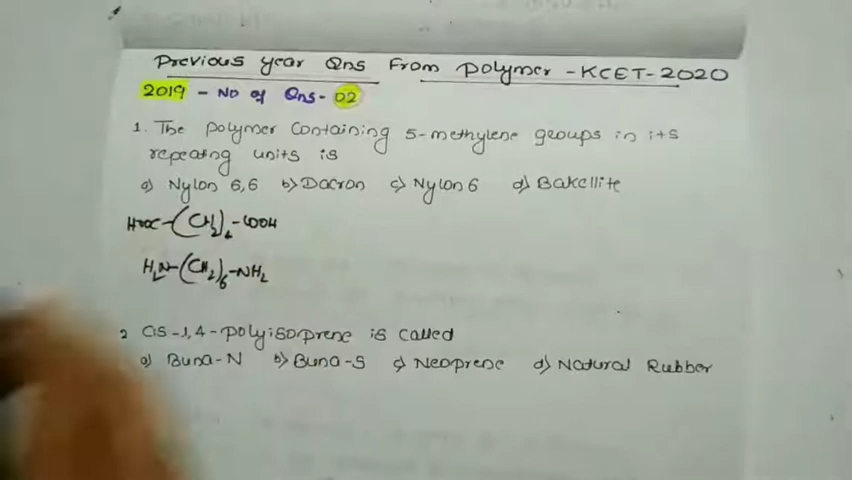 Previous year Qns From Polymer - KCET - 2020
2019 - No of Qns - 02
1. The polymer containing 5-methylene groups in its
repeating units is
a) Nylon 6,6 b) Dacron c) Nylon 6 d) Bakellite
HOOC-(CH2)4-COOH
H2N-(CH2)6-NH2
2 Cis-1,4-polyisorprene is called
a) Buna-N b) Buna-S c) Neoprene d) Natural Rubber